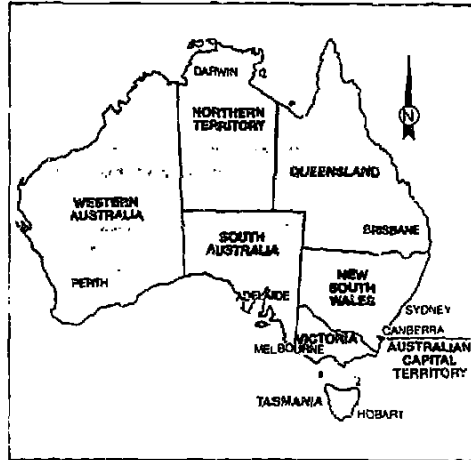 DARWIN
N
NORTHERN
TERRITORY
QUEENSLAND
WESTERN
AUSTRALIA
BRISBANE
SOUTH
AUSTRALIA
PERTH
ADELAIDE
NEW
SOUTH
WALES
SYDNEY
CANBERRA
VICTORIA
MELBOURNE
AUSTRALIAN
CAPITAL
TERRITORY
TASMANIA
HOBART